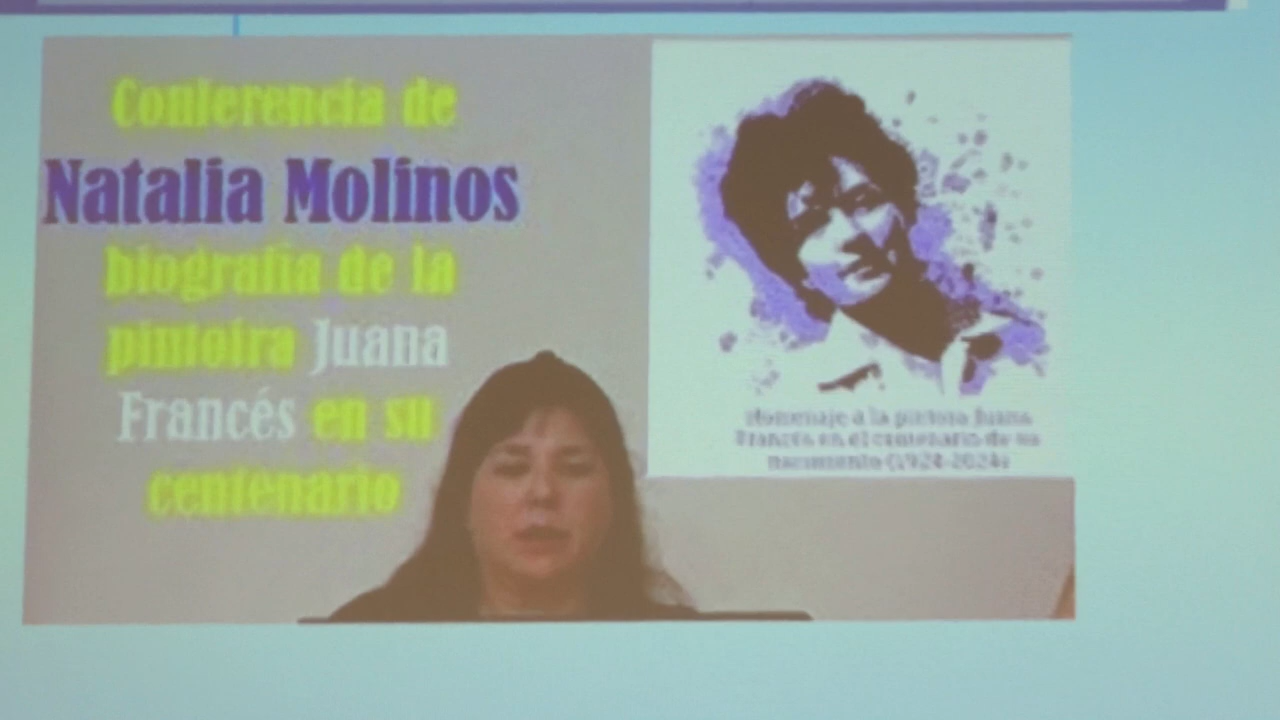 Conferencia de
Natalia Molinos
biografía de la
pintoira Juana
Francés en su
centenario
Homenaje a la pintora Juana
Francés en el centenario de su
nacimiento (1924-2024)